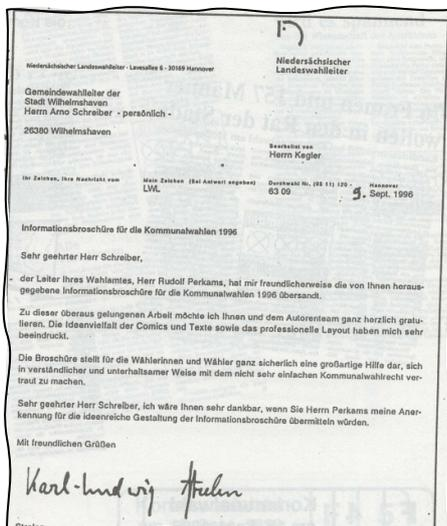 Niedersächsischer
Landeswahlleiter
Niedersächsischer Landeswahlleiter - Lavesallee 6 - 30169 Hannover
Gemeindewahlleiter der
Stadt Wilhelmshaven
Herrn Arno Schreiber - persönlich -
26380 Wilhelmshaven
Bearbeitet von
Herrn Kegler
Ihr Zeichen, Ihre Nachricht vom
Mein Zeichen (Bei Antwort angeben)
LWL
Durchwahl Nr. (05 11) 120 -
63 09
Hannover
9. Sept. 1996
Informationsbroschüre für die Kommunalwahlen 1996
Sehr geehrter Herr Schreiber,
der Leiter Ihres Wahlamtes, Herr Rudolf Perkams, hat mir freundlicherweise die von Ihnen heraus-
gegebene Informationsbroschüre für die Kommunalwahlen 1996 übersandt.
Zu dieser überaus gelungenen Arbeit möchte ich Ihnen und dem Autorenteam ganz herzlich gratu-
lieren. Die Ideenvielfalt der Comics und Texte sowie das professionelle Layout haben mich sehr
beeindruckt.
Die Broschüre stellt für die Wählerinnen und Wähler ganz sicherlich eine großartige Hilfe dar, sich
in verständlicher und unterhaltsamer Weise mit dem nicht sehr einfachen Kommunalwahlrecht ver-
traut zu machen.
Sehr geehrter Herr Schreiber, ich wäre Ihnen sehr dankbar, wenn Sie Herrn Perkams meine Aner-
kennung für die ideenreiche Gestaltung der Informationsbroschüre übermitteln würden.
Mit freundlichen Grüßen
Karl-Ludwig